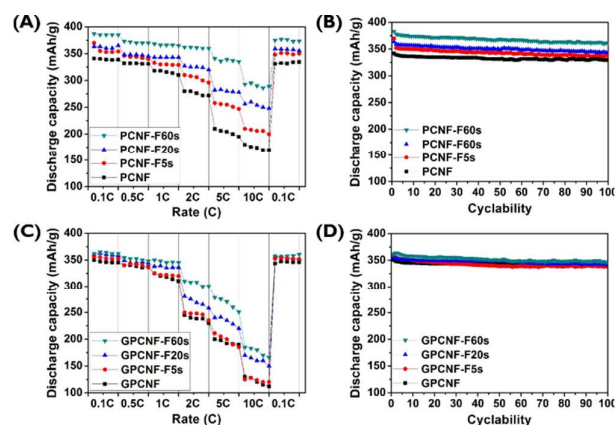 (A)
Discharge capacity (mAh/g)
400
350
300
250
200
150
100
PCNF-F60s
PCNF-F20s
PCNF-F5s
PCNF
0.1C 0.5C 1C 2C 5C 10C 0.1C
Rate (C)
(B)
Discharge capacity (mAh/g)
400
350
300
250
200
150
100
PCNF-F60s
PCNF-F60s
PCNF-F5s
PCNF
0 10 20 30 40 50 60 70 80 90 100
Cyclability
(C)
Discharge capacity (mAh/g)
400
350
300
250
200
150
100
GPCNF-F60s
GPCNF-F20s
GPCNF-F5s
GPCNF
0.1C 0.5C 1C 2C 5C 10C 0.1C
Rate (C)
(D)
Discharge capacity (mAh/g)
400
350
300
250
200
150
100
GPCNF-F60s
GPCNF-F20s
GPCNF-F5s
GPCNF
0 10 20 30 40 50 60 70 80 90 100
Cyclability